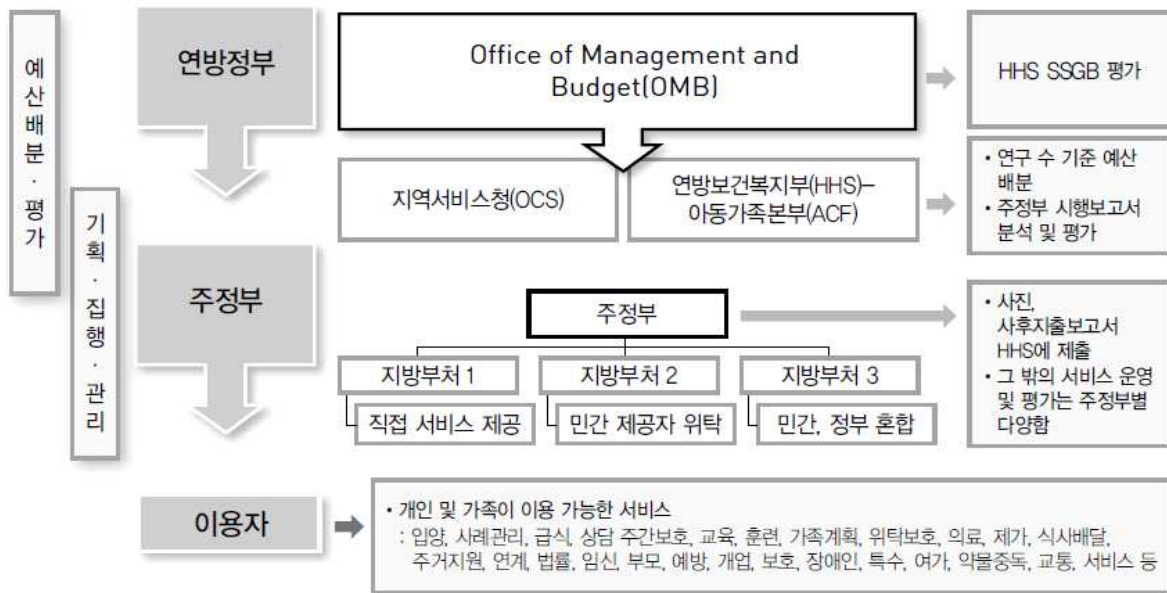 예산배분·평가
기획·집행·관리
연방정부
Office of Management and
Budget(OMB)
HHS SSGB 평가
지역서비스청(OCS)
연방보건복지부(HHS)–
아동가족본부(ACF)
• 연구 수 기준 예산
배분
• 주정부 시행보고서
분석 및 평가
주정부
주정부
지방부처 1
지방부처 2
지방부처 3
직접 서비스 제공
민간 제공자 위탁
민간, 정부 혼합
• 사진,
사후지출보고서
HHS에 제출
• 그 밖의 서비스 운영
및 평가는 주정부별
다양함
이용자
• 개인 및 가족이 이용 가능한 서비스
: 입양, 사례관리, 급식, 상담 주간보호, 교육, 훈련, 가족계획, 위탁보호, 의료, 제가, 식사배달,
주거지원, 연계, 법률, 임신, 부모, 예방, 개업, 보호, 장애인, 특수, 여가, 약물중독, 교통, 서비스 등